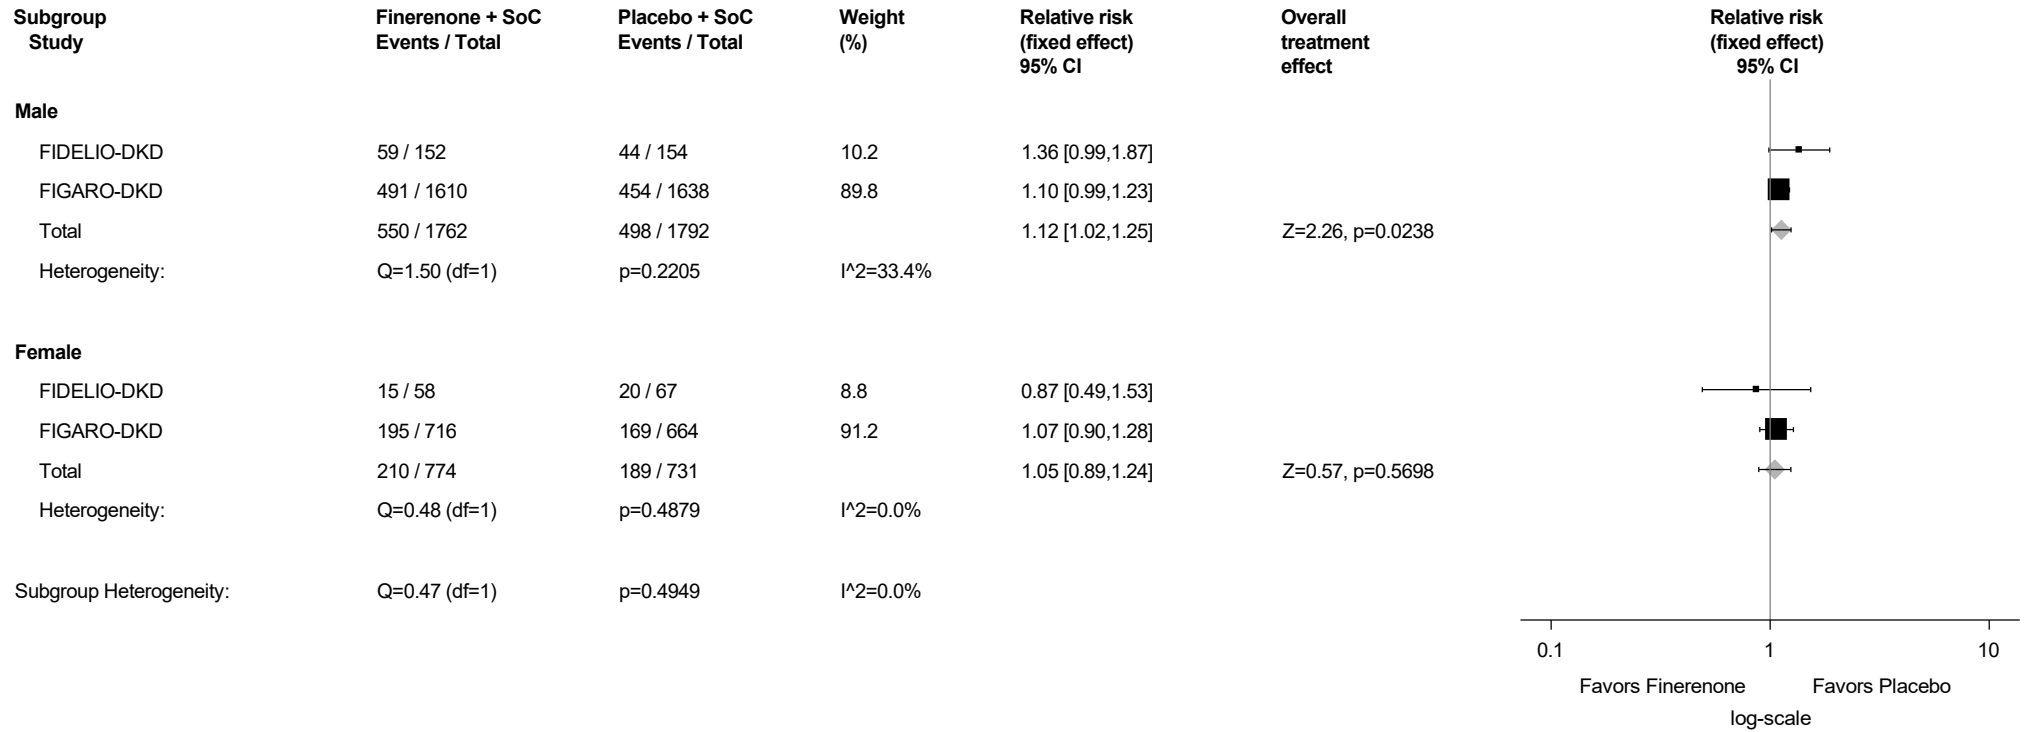 Subgroup Finerenone + SoC Placebo + SoC Weight Relative risk Overall Relative risk
Study Events / Total Events / Total (%) (fixed effect) treatment (fixed effect)
95% CI effect 95% CI
Male
FIDELIO-DKD 59 / 152 44 / 154 10.2 1.36 [0.99,1.87]
FIGARO-DKD 491 / 1610 454 / 1638 89.8 1.10 [0.99,1.23]
Total 550 / 1762 498 / 1792 1.12 [1.02,1.25] Z=2.26, p=0.0238
Heterogeneity: Q=1.50 (df=1) p=0.2205 I^2=33.4%
Female
FIDELIO-DKD 15 / 58 20 / 67 8.8 0.87 [0.49,1.53]
FIGARO-DKD 195 / 716 169 / 664 91.2 1.07 [0.90,1.28]
Total 210 / 774 189 / 731 1.05 [0.89,1.24] Z=0.57, p=0.5698
Heterogeneity: Q=0.48 (df=1) p=0.4879 I^2=0.0%
Subgroup Heterogeneity: Q=0.47 (df=1) p=0.4949 I^2=0.0%
0.1 1 10
Favors Finerenone Favors Placebo
log-scale